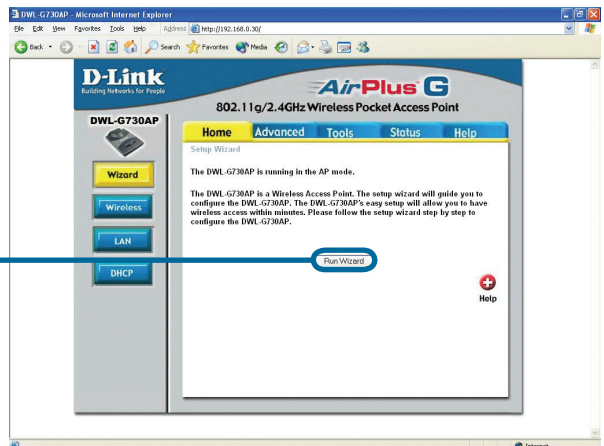 DWL-G730AP - Microsoft Internet Explorer
File Edit View Favorites Tools Help Address http://192.168.0.30/
Back Search Favorites Media
D-Link
Building Networks for People
AirPlus G
802.11g/2.4GHz Wireless Pocket Access Point
DWL-G730AP
Home Advanced Tools Status Help
Wizard
Wireless
LAN
DHCP
Setup Wizard
The DWL-G730AP is running in the AP mode.
The DWL-G730AP is a Wireless Access Point. The setup wizard will guide you to
configure the DWL-G730AP. The DWL-G730AP's easy setup will allow you to have
wireless access within minutes. Please follow the setup wizard step by step to
configure the DWL-G730AP.
Run Wizard
Help
Internet